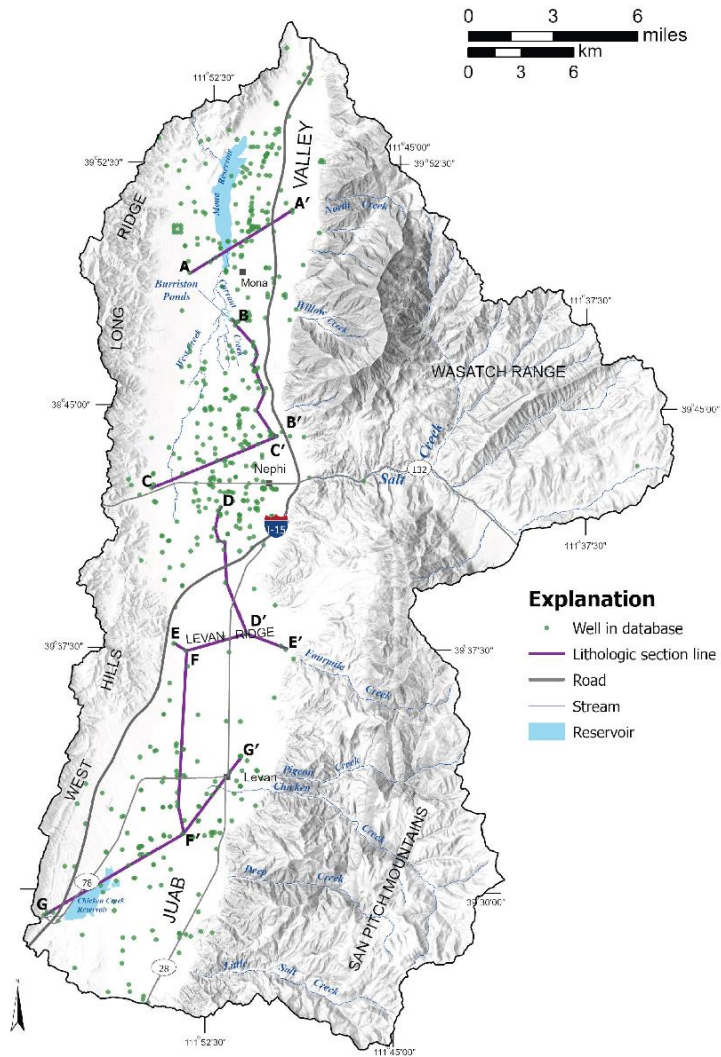 0 3 6
miles
km
0 3 6
111°52'30"
39°52'30"
111°45'00"
39°52'30"
VALLEY
Mona
Reservoir
North Creek
A'
RIDGE
A
Mona
Burriston
Ponds
Currant
Creek
B
West Creek
Willow Creek
111°37'30"
LONG
WASATCH RANGE
39°45'00"
39°45'00"
B'
C'
Nephi
C
Salt
Creek
132
D
I-15
111°37'30"
D'
LEVAN RIDGE
E
E'
F
39°37'30"
39°37'30"
Fourmile
Creek
HILLS
G'
Levan
Pigeon Creek
Chicken
Creek
WEST
F'
78
Chicken Creek
Reservoir
G
JUAB
Deep Creek
SAN PITCH MOUNTAINS
39°30'00"
28
Little Salt Creek
111°52'30"
111°45'00"
N
Explanation
Well in database
Lithologic section line
Road
Stream
Reservoir